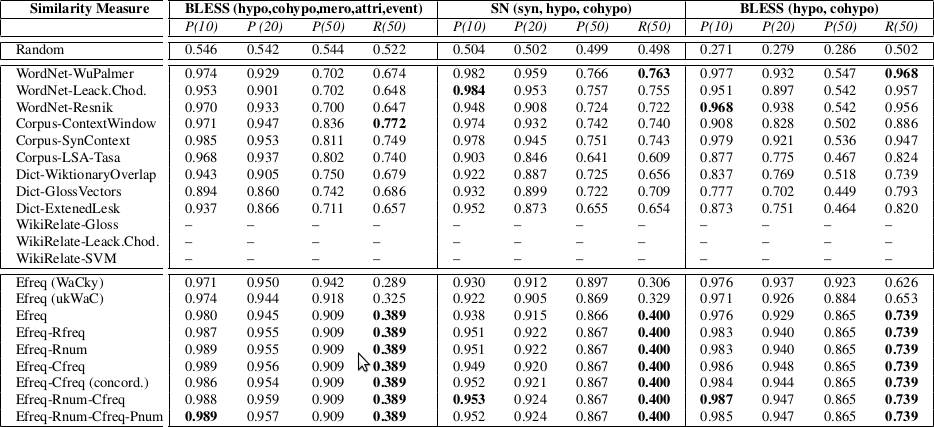 Similarity Measure BLESS (hypo,cohypo,mero,attri,event) SN (syn, hypo, cohypo) BLESS (hypo, cohypo)
P(10) P (20) P(50) R(50) P(10) P(20) P(50) R(50) P(10) P(20) P(50) R(50)
Random 0.546 0.542 0.544 0.522 0.504 0.502 0.499 0.498 0.271 0.279 0.286 0.502
WordNet-WuPalmer 0.974 0.929 0.702 0.674 0.982 0.959 0.766 0.763 0.977 0.932 0.547 0.968
WordNet-Leack.Chod. 0.953 0.901 0.702 0.648 0.984 0.953 0.757 0.755 0.951 0.897 0.542 0.957
WordNet-Resnik 0.970 0.933 0.700 0.647 0.948 0.908 0.724 0.722 0.968 0.938 0.542 0.956
Corpus-ContextWindow 0.971 0.947 0.836 0.772 0.974 0.932 0.742 0.740 0.908 0.828 0.502 0.886
Corpus-SynContext 0.985 0.953 0.811 0.749 0.978 0.945 0.751 0.743 0.979 0.921 0.536 0.947
Corpus-LSA-Tasa 0.968 0.937 0.802 0.740 0.903 0.846 0.641 0.609 0.877 0.775 0.467 0.824
Dict-WiktionaryOverlap 0.943 0.905 0.750 0.679 0.922 0.887 0.725 0.656 0.837 0.769 0.518 0.739
Dict-GlossVectors 0.894 0.860 0.742 0.686 0.932 0.899 0.722 0.709 0.777 0.702 0.449 0.793
Dict-ExtenedLesk 0.937 0.866 0.711 0.657 0.952 0.873 0.655 0.654 0.873 0.751 0.464 0.820
WikiRelate-Gloss – – – – – – – – – – – –
WikiRelate-Leack.Chod. – – – – – – – – – – – –
WikiRelate-SVM – – – – – – – – – – – –
Efreq (WaCky) 0.971 0.950 0.942 0.289 0.930 0.912 0.897 0.306 0.976 0.937 0.923 0.626
Efreq (ukWaC) 0.974 0.944 0.918 0.325 0.922 0.905 0.869 0.329 0.971 0.926 0.884 0.653
Efreq 0.980 0.945 0.909 0.389 0.938 0.915 0.866 0.400 0.976 0.929 0.865 0.739
Efreq-Rfreq 0.987 0.955 0.909 0.389 0.951 0.922 0.867 0.400 0.983 0.940 0.865 0.739
Efreq-Rnum 0.989 0.955 0.909 0.389 0.951 0.922 0.867 0.400 0.983 0.940 0.865 0.739
Efreq-Cfreq 0.989 0.956 0.909 0.389 0.949 0.920 0.867 0.400 0.986 0.948 0.865 0.739
Efreq-Cfreq (concord.) 0.986 0.954 0.909 0.389 0.952 0.921 0.867 0.400 0.984 0.944 0.865 0.739
Efreq-Rnum-Cfreq 0.988 0.959 0.909 0.389 0.953 0.924 0.867 0.400 0.987 0.947 0.865 0.739
Efreq-Rnum-Cfreq-Pnum 0.989 0.957 0.909 0.389 0.952 0.924 0.867 0.400 0.985 0.947 0.865 0.739